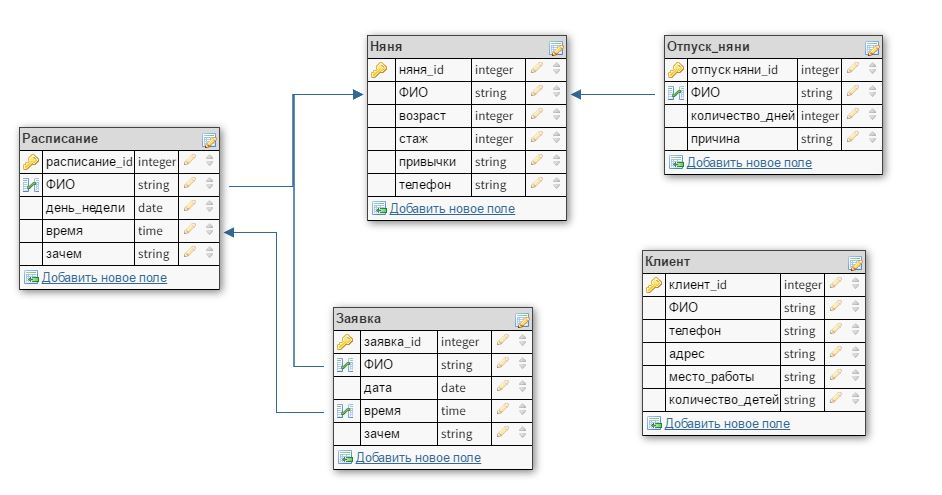 Няня
няня_id integer
ФИО string
возраст integer
стаж integer
привычки string
телефон string
Добавить новое поле
Отпуск_няни
отпуск няни_id integer
ФИО string
количество_дней integer
причина string
Добавить новое поле
Расписание
расписание_id integer
ФИО string
день_недели date
время time
зачем string
Добавить новое поле
Клиент
клиент_id integer
ФИО string
телефон string
адрес string
место_работы string
количество_детей string
Добавить новое поле
Заявка
заявка_id integer
ФИО string
дата date
время time
зачем string
Добавить новое поле